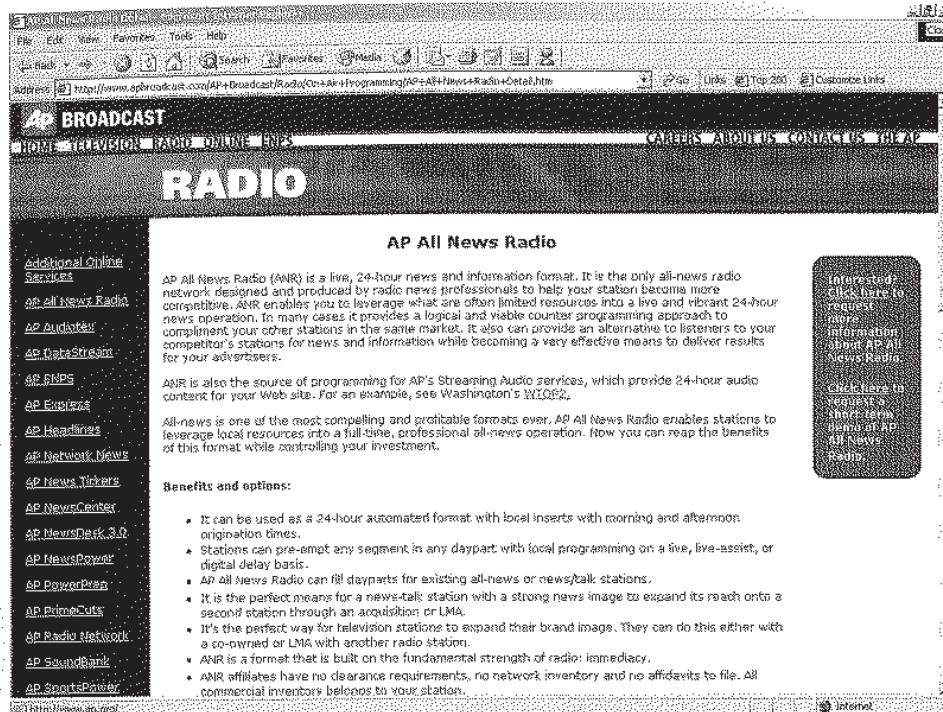 File Edit View Favorites Tools Help
Back Search Favorites Media
Address http://www.apbroadcast.com/AP+Broadcast/Radio/On+Air+Programming/AP+All+News+Radio+Detail.htm Go Links Top 200 Customize Links
AP BROADCAST
HOME TELEVISION RADIO ONLINE ENPS CAREERS ABOUT US CONTACT US THE AP
RADIO
Additional Online
Services
AP All News Radio
AP Audiotex
AP DataStream
AP ENPS
AP Express
AP Headlines
AP Network News
AP News Tickers
AP NewsCenter
AP NewsDesk 3.0
AP NewsPower
AP PowerPrep
AP PrimeCuts
AP Radio Network
AP SoundBank
AP SportsPower
AP All News Radio
AP All News Radio (ANR) is a live, 24-hour news and information format. It is the only all-news radio
network designed and produced by radio news professionals to help your station become more
competitive. ANR enables you to leverage what are often limited resources into a live and vibrant 24-hour
news operation. In many cases it provides a logical and viable counter programming approach to
compliment your other stations in the same market. It also can provide an alternative to listeners to your
competitor's stations for news and information while becoming a very effective means to deliver results
for your advertisers.
ANR is also the source of programming for AP's Streaming Audio services, which provide 24-hour audio
content for your Web site. For an example, see Washington's WTOP2.
All-news is one of the most compelling and profitable formats ever. AP All News Radio enables stations to
leverage local resources into a full-time, professional all-news operation. Now you can reap the benefits
of this format while controlling your investment.
Benefits and options:
• It can be used as a 24-hour automated format with local inserts with morning and afternoon
origination times.
• Stations can pre-empt any segment in any daypart with local programming on a live, live-assist, or
digital delay basis.
• AP All News Radio can fill dayparts for existing all-news or news/talk stations.
• It is the perfect means for a news-talk station with a strong news image to expand its reach onto a
second station through an acquisition or LMA.
• It's the perfect way for television stations to expand their brand image. They can do this either with
a co-owned or LMA with another radio station.
• ANR is a format that is built on the fundamental strength of radio: immediacy.
• ANR affiliates have no clearance requirements, no network inventory and no affidavits to file. All
commercial inventory belongs to your station.
Interested?
Click here to
request
more
information
about AP All
News Radio.
Click here to
request a
short term
demo of AP
All News
Radio.
http://www.ap.org/ Internet